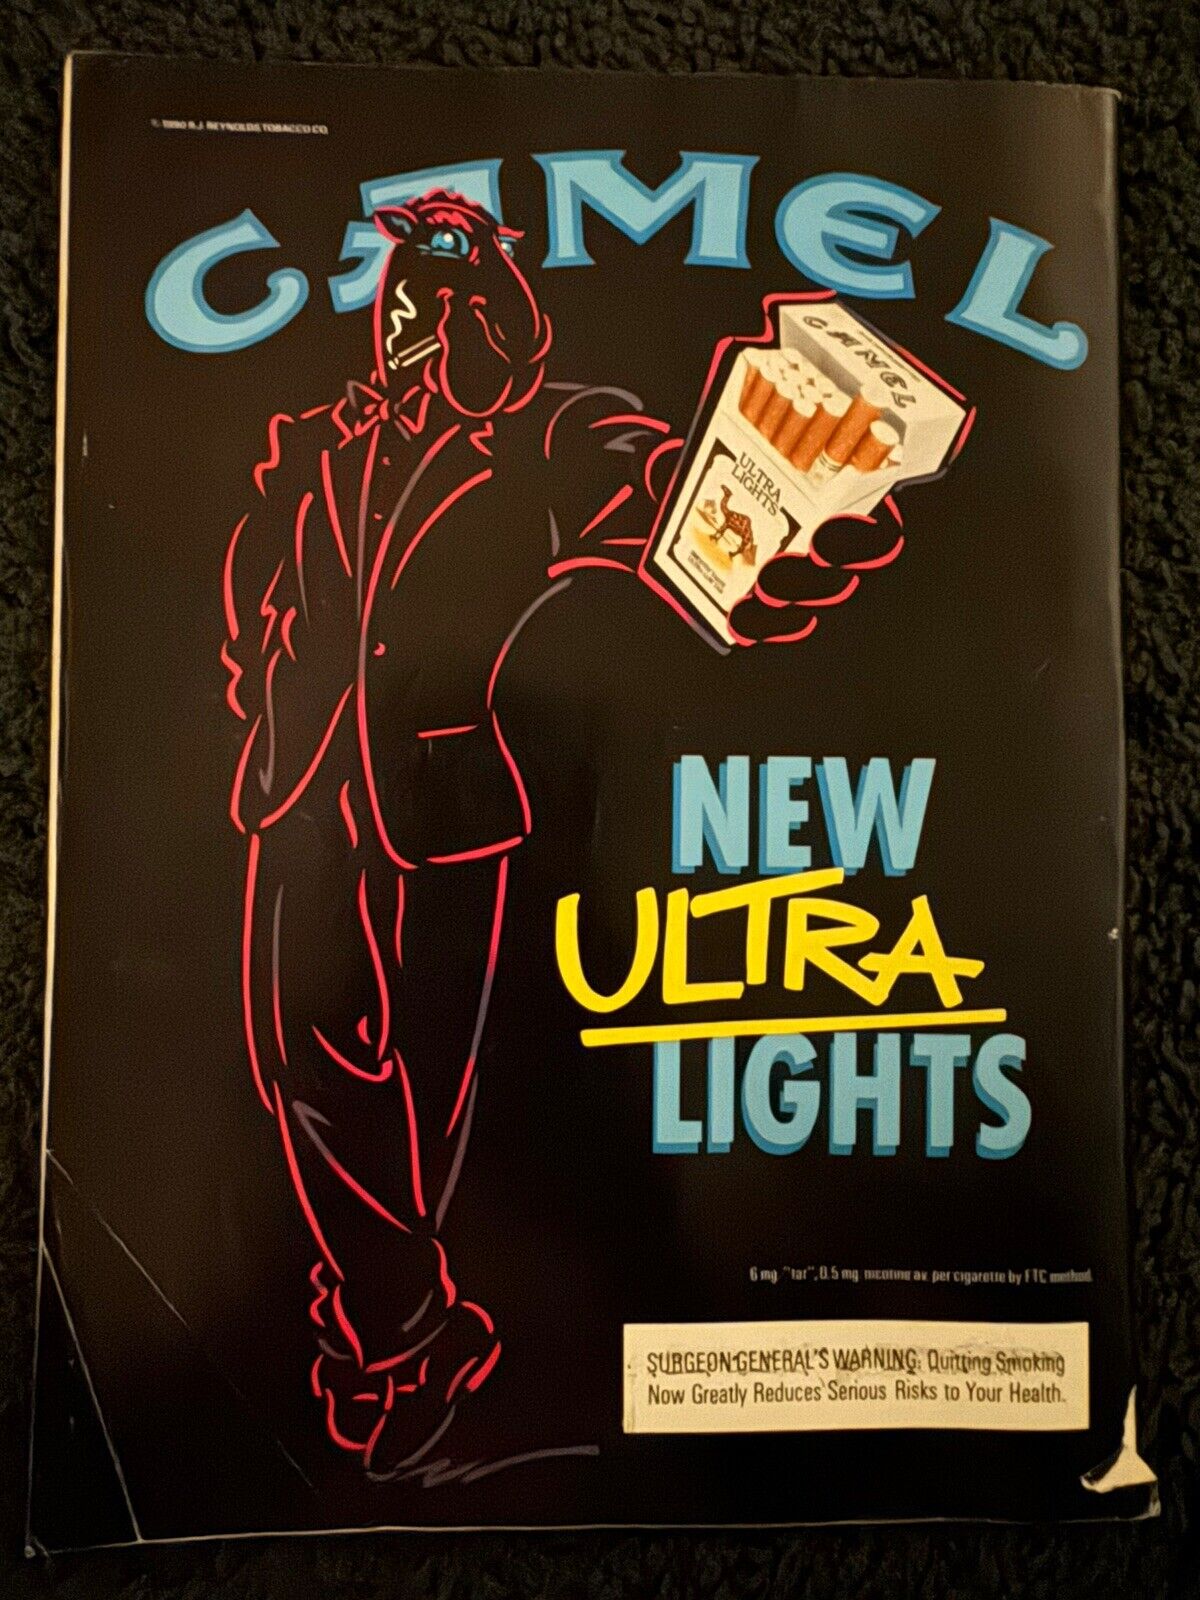 © 1990 R.J. REYNOLDS TOBACCO CO.
CAMEL
CAMEL
ULTRA
LIGHTS
NEW
ULTRA
LIGHTS
6 mg. "tar", 0.5 mg. nicotine av. per cigarette by FTC method.
SURGEON GENERAL'S WARNING: Quitting Smoking
Now Greatly Reduces Serious Risks to Your Health.